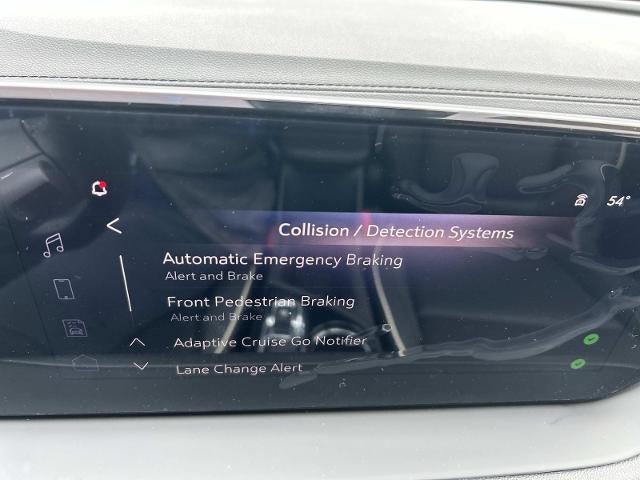 54°
<
Collision / Detection Systems
Automatic Emergency Braking
Alert and Brake
Front Pedestrian Braking
Alert and Brake
Adaptive Cruise Go Notifier
Lane Change Alert